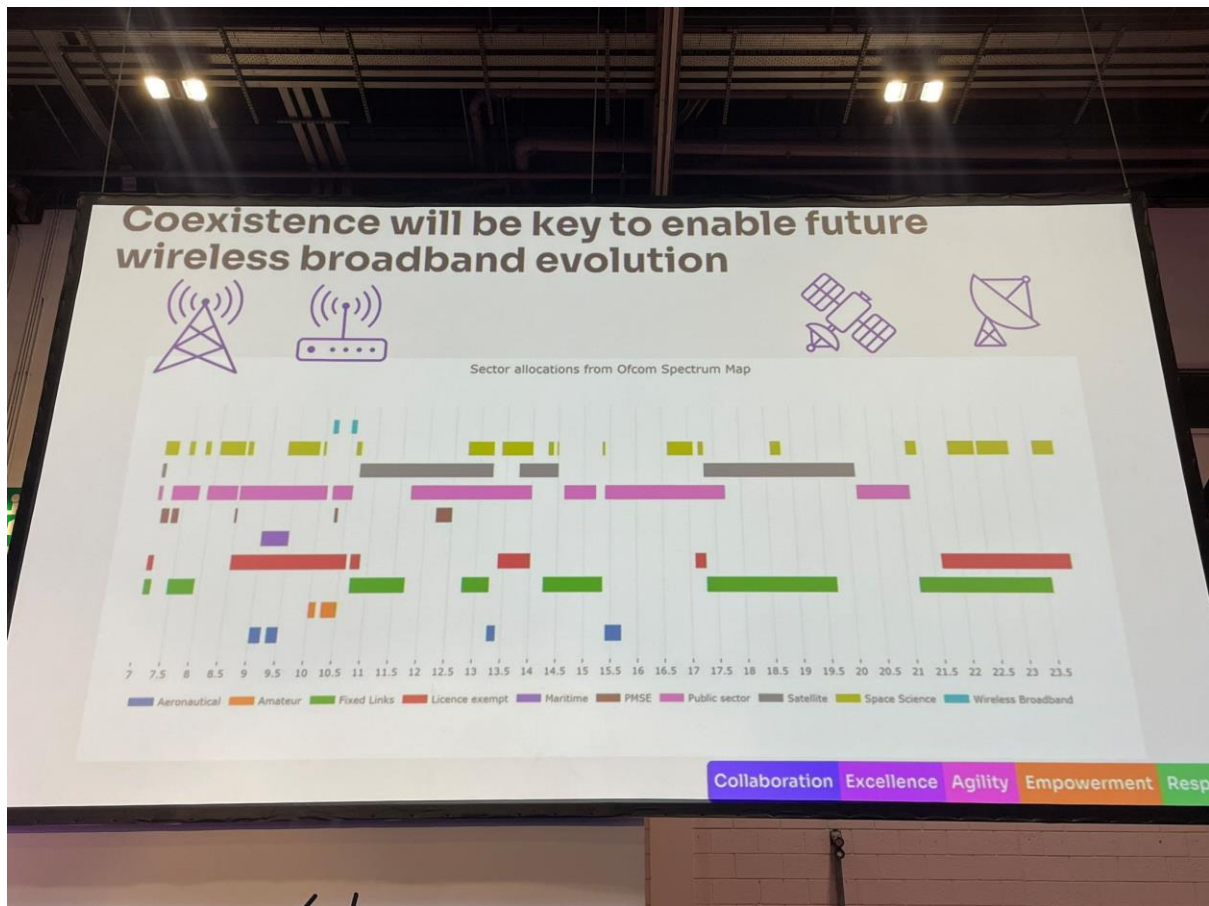 Coexistence will be key to enable future
wireless broadband evolution
Sector allocations from Ofcom Spectrum Map
7 7.5 8 8.5 9 9.5 10 10.5 11 11.5 12 12.5 13 13.5 14 14.5 15 15.5 16 16.5 17 17.5 18 18.5 19 19.5 20 20.5 21 21.5 22 22.5 23 23.5
Aeronautical Amateur Fixed Links Licence exempt Maritime PMSE Public sector Satellite Space Science Wireless Broadband
Collaboration Excellence Agility Empowerment Resp